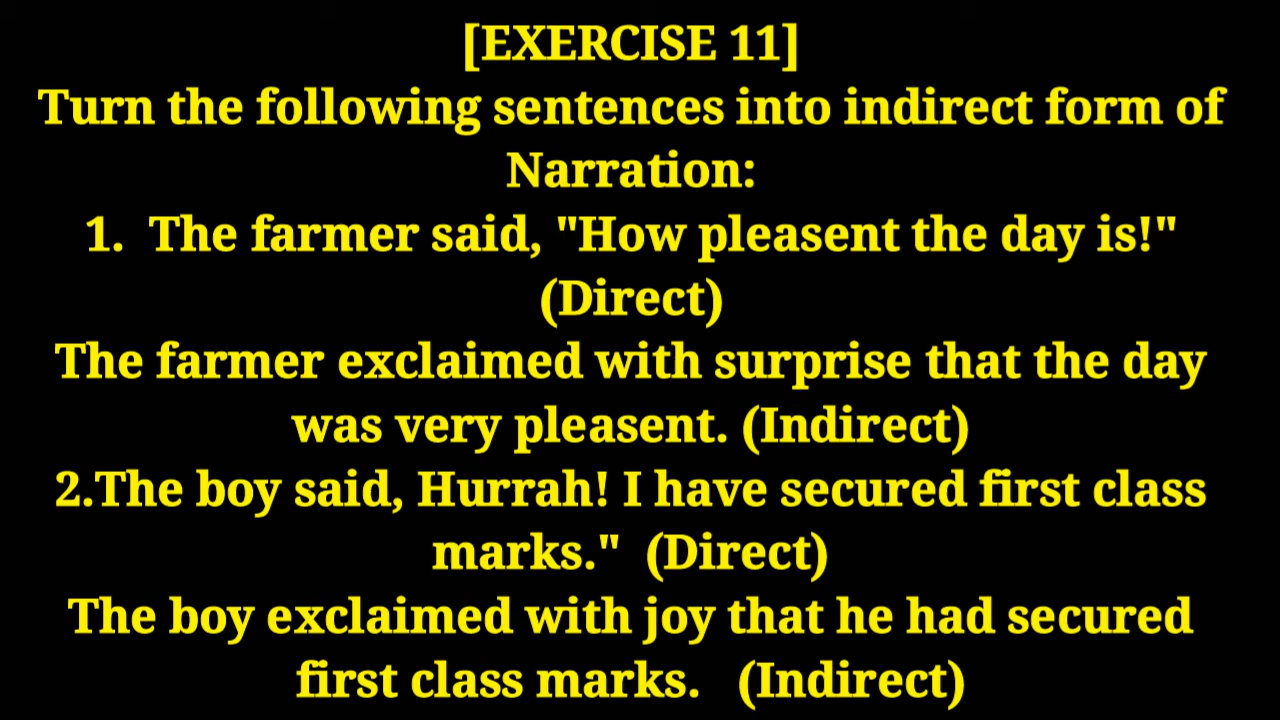 [EXERCISE 11]
Turn the following sentences into indirect form of
Narration:
1.  The farmer said, "How pleasent the day is!"
(Direct)
The farmer exclaimed with surprise that the day
was very pleasent. (Indirect)
2.The boy said, Hurrah! I have secured first class
marks."  (Direct)
The boy exclaimed with joy that he had secured
first class marks.   (Indirect)